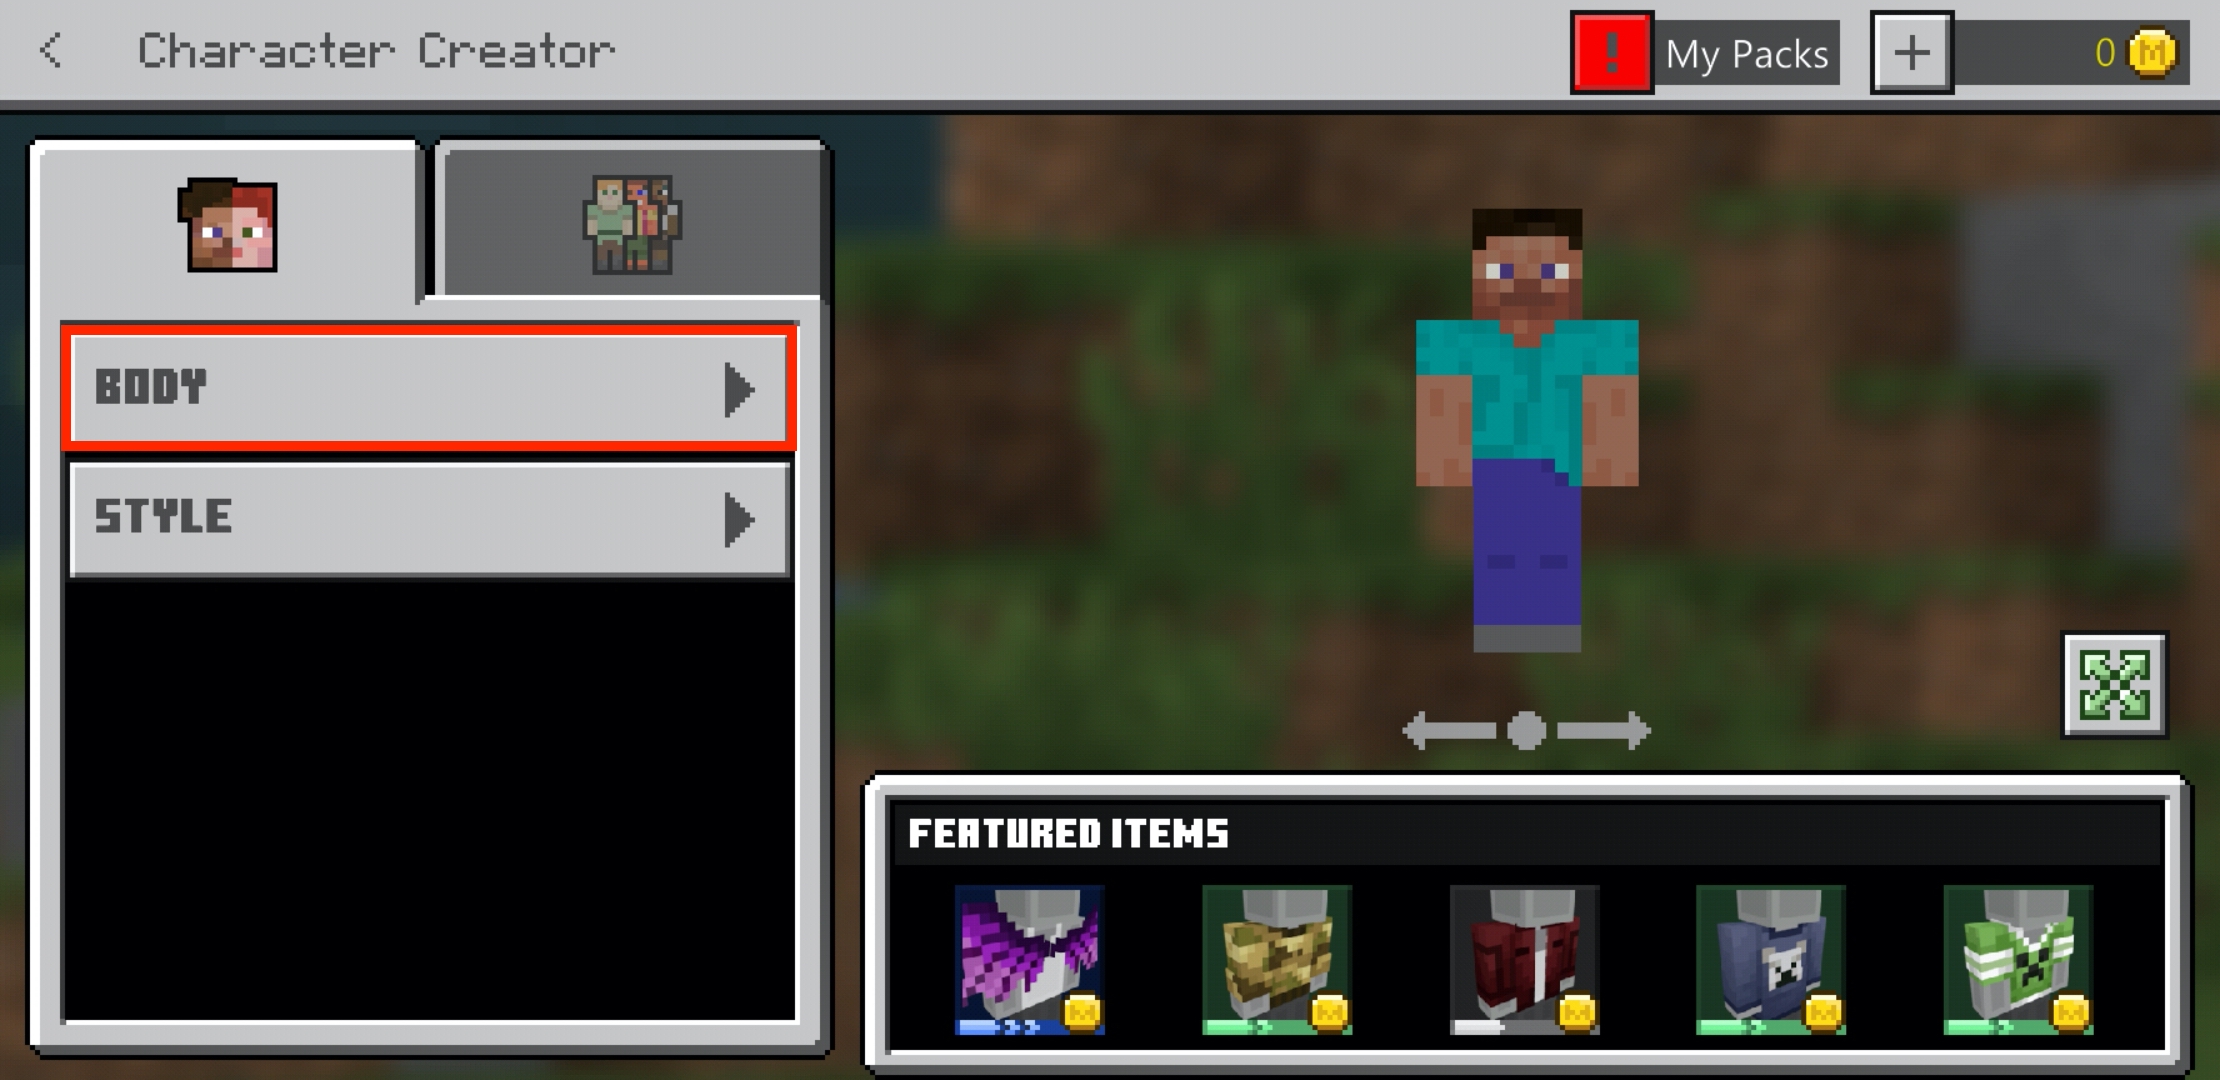 Character Creator
My Packs
0
BODY
STYLE
FEATURED ITEMS